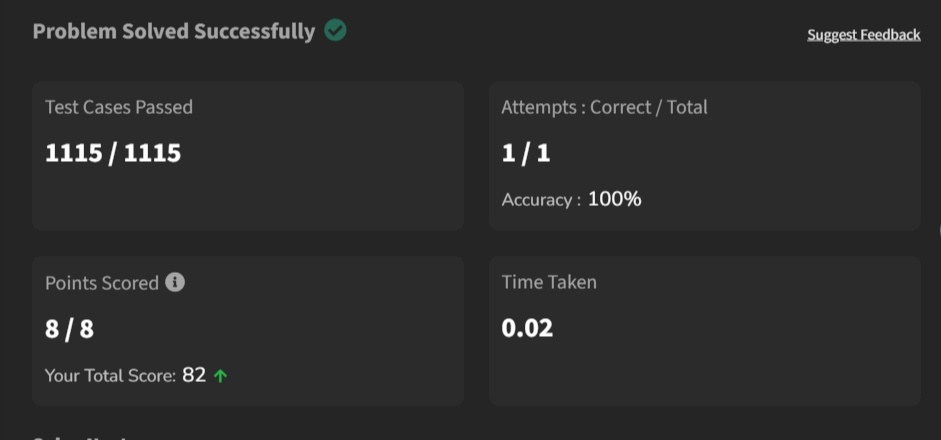 Problem Solved Successfully
Suggest Feedback
Test Cases Passed
1115 / 1115
Attempts : Correct / Total
1 / 1
Accuracy : 100%
Points Scored
8 / 8
Your Total Score: 82
Time Taken
0.02